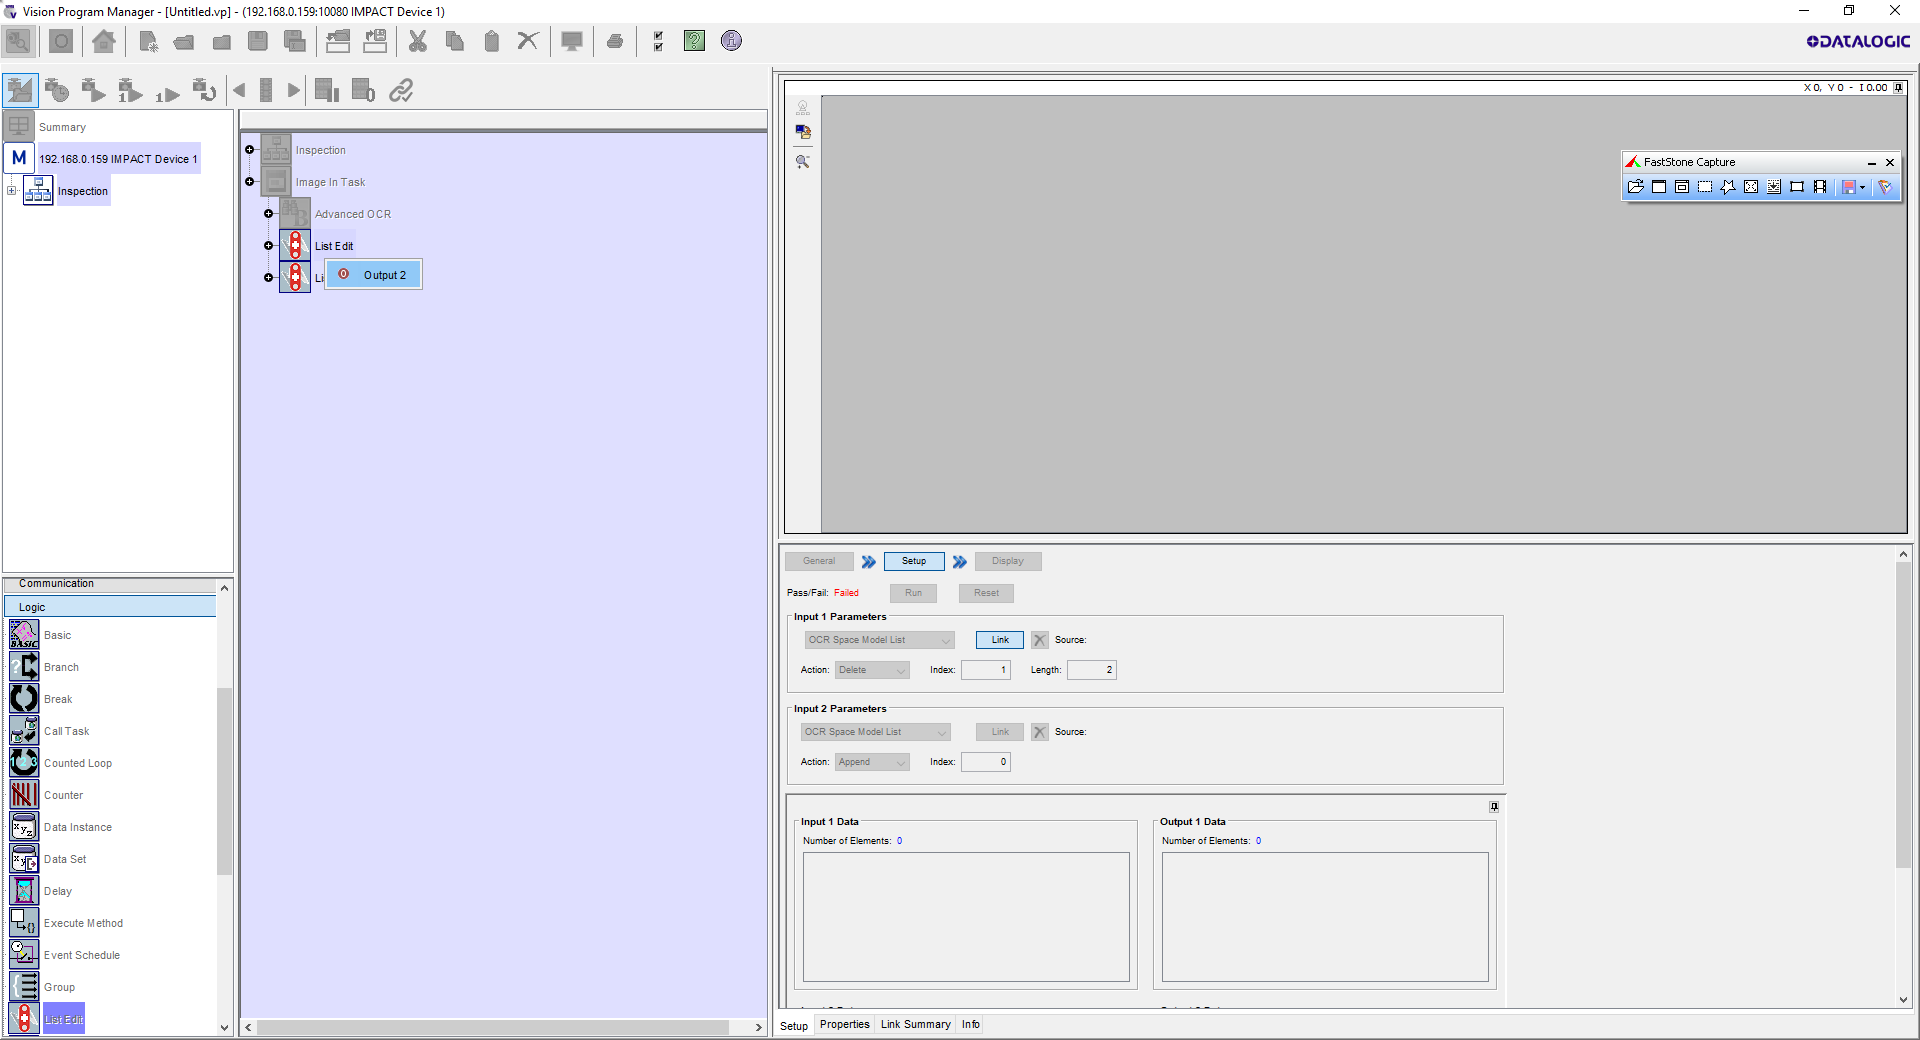 Vision Program Manager - [Untitled.vp] - (192.168.0.159:10080 IMPACT Device 1)
DATALOGIC
X 0, Y 0 - I 0.00
Summary
M
192.168.0.159 IMPACT Device 1
Inspection
Inspection
Image In Task
Advanced OCR
List Edit
Li
Output 2
FastStone Capture
Communication
Logic
Basic
Branch
Break
Call Task
Counted Loop
Counter
Data Instance
Data Set
Delay
Execute Method
Event Schedule
Group
List Edit
General
Setup
Display
Pass/Fail: Failed
Run
Reset
Input 1 Parameters
OCR Space Model List
Link
Source:
Action: Delete
Index: 1
Length: 2
Input 2 Parameters
OCR Space Model List
Link
Source:
Action: Append
Index: 0
Input 1 Data
Number of Elements: 0
Output 1 Data
Number of Elements: 0
Setup
Properties
Link Summary
Info